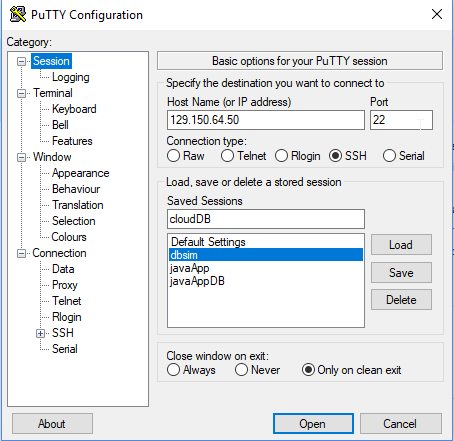 PuTTY Configuration
Category:
Session
Logging
Terminal
Keyboard
Bell
Features
Window
Appearance
Behaviour
Translation
Selection
Colours
Connection
Data
Proxy
Telnet
Rlogin
SSH
Serial
Basic options for your PuTTY session
Specify the destination you want to connect to
Host Name (or IP address) Port
129.150.64.50 22
Connection type:
Raw Telnet Rlogin SSH Serial
Load, save or delete a stored session
Saved Sessions
cloudDB
Default Settings
dbsim
javaApp
javaAppDB
Load
Save
Delete
Close window on exit:
Always Never Only on clean exit
About Open Cancel